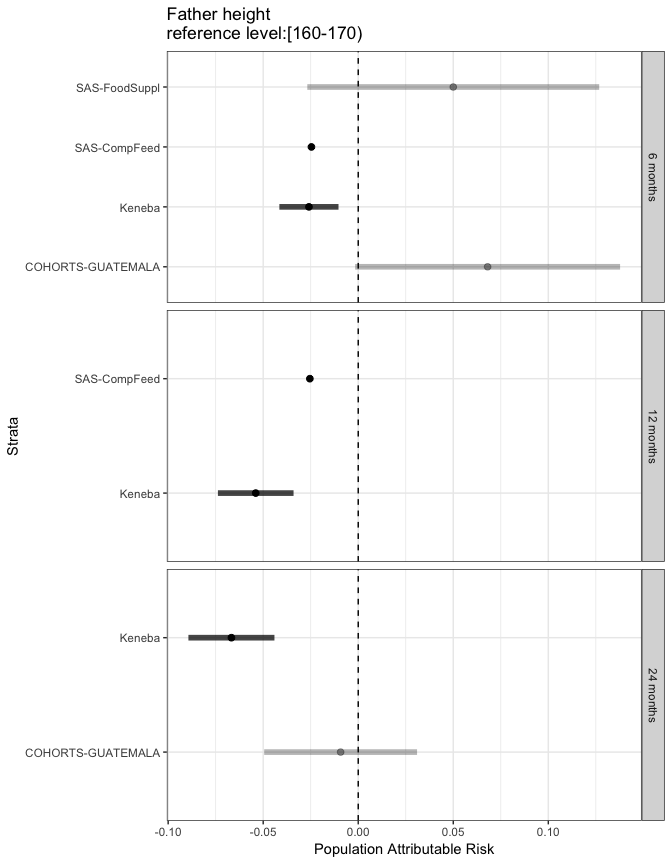 Father height
reference level:[160-170)
SAS-FoodSuppl
SAS-CompFeed
Keneba
COHORTS-GUATEMALA
6 months
SAS-CompFeed
Keneba
12 months
Keneba
COHORTS-GUATEMALA
24 months
Strata
-0.10 -0.05 0.00 0.05 0.10
Population Attributable Risk